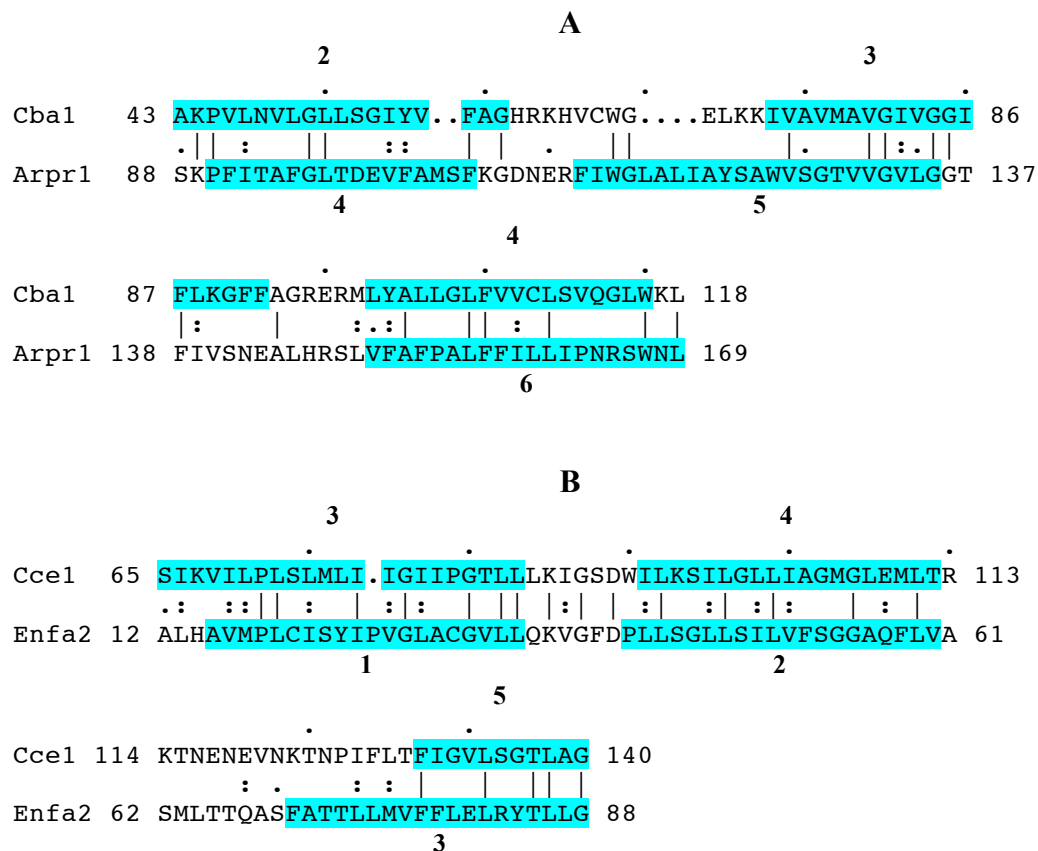 A
2 3
. . . . .
Cba1 43 AKPVLNVLGLLSGIYV..FAGHRKHVCWG....ELKKIVAVMAVGIVGGI 86
.|| :   ||   ::   | |  .   ||         |.   ||:.||
Arpr1 88 SKPFITAFGLTDEVFAMSFKGDNERFIWGLALIAYSAWVSGTVVGVLGGT 137
4 5
4
. . .
Cba1 87 FLKGFFAGRERMLYALLGLFVVCLSVQGLWKL 118
|:    |    :.:|   || : |     | |
Arpr1 138 FIVSNEALHRSLVFAFPALFFILLIPNRSWNL 169
6
B
3 4
. . . . .
Cce1 65 SIKVILPLSLMLI.IGIIPGTLLLKIGSDWILKSILGLLIAGMGLEMLTR 113
.:  ::|| :  | :|:  | || |:| | ||  :| :|:   | : |
Enfa2 12 ALHAVMPLCISYIPVGLACGVLLQKVGFDPLLSGLLSILVFSGGAQFLVA 61
1 2
5
. .
Cce1 114 KTNENEVNKTNPIFLTFIGVLSGTLAG 140
: .     :: |   |  || |
Enfa2 62 SMLTTQASFATTLLMVFFLELRYTLLG 88
3